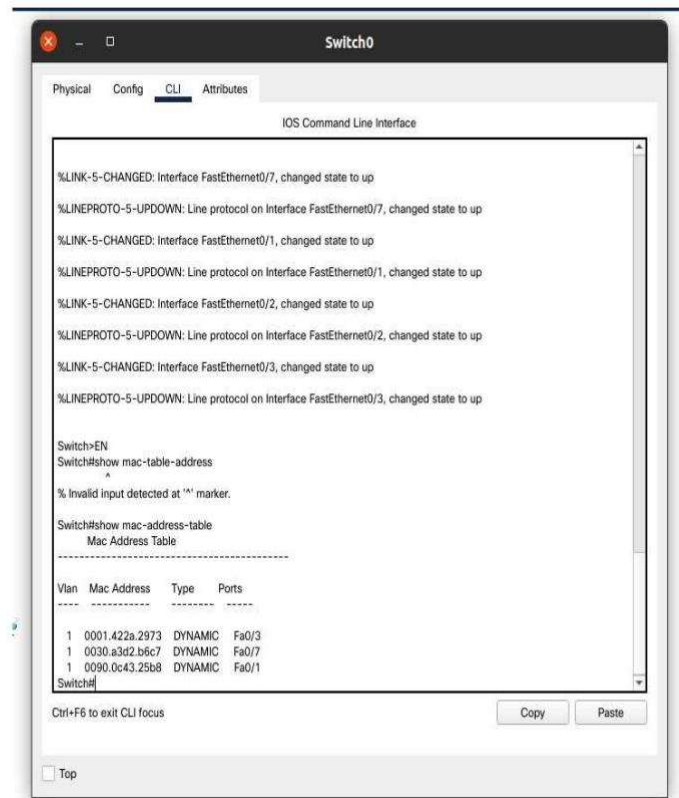 Switch0
Physical Config CLI Attributes
IOS Command Line Interface
%LINK-5-CHANGED: Interface FastEthernet0/7, changed state to up
%LINEPROTO-5-UPDOWN: Line protocol on Interface FastEthernet0/7, changed state to up
%LINK-5-CHANGED: Interface FastEthernet0/1, changed state to up
%LINEPROTO-5-UPDOWN: Line protocol on Interface FastEthernet0/1, changed state to up
%LINK-5-CHANGED: Interface FastEthernet0/2, changed state to up
%LINEPROTO-5-UPDOWN: Line protocol on Interface FastEthernet0/2, changed state to up
%LINK-5-CHANGED: Interface FastEthernet0/3, changed state to up
%LINEPROTO-5-UPDOWN: Line protocol on Interface FastEthernet0/3, changed state to up
Switch>EN
Switch#show mac-table-address
^
% Invalid input detected at '^' marker.
Switch#show mac-address-table
Mac Address Table
-------------------------------------------
Vlan Mac Address Type Ports
---- ----------- -------- -----
1 0001.422a.2973 DYNAMIC Fa0/3
1 0030.a3d2.b6c7 DYNAMIC Fa0/7
1 0090.0c43.25b8 DYNAMIC Fa0/1
Switch#
Ctrl+F6 to exit CLI focus
Copy Paste
Top